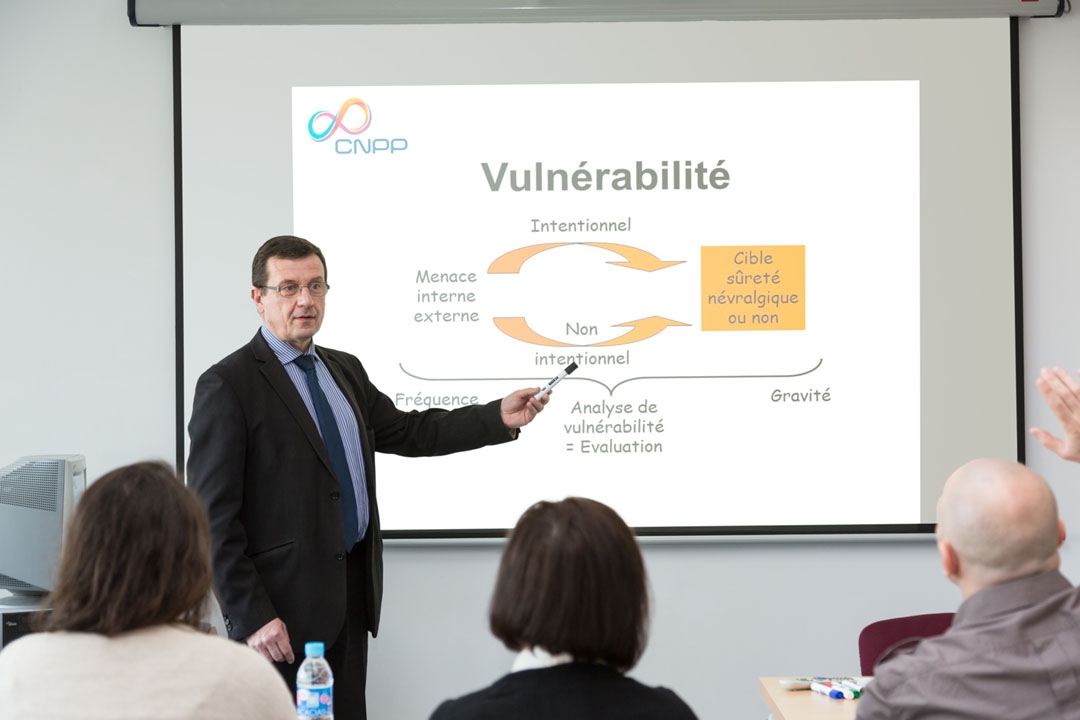 CNPP
Vulnérabilité
Intentionnel
Menace
interne
externe
Cible
sûreté
névralgique
ou non
Non
intentionnel
Fréquence
Gravité
Analyse de
vulnérabilité
= Evaluation